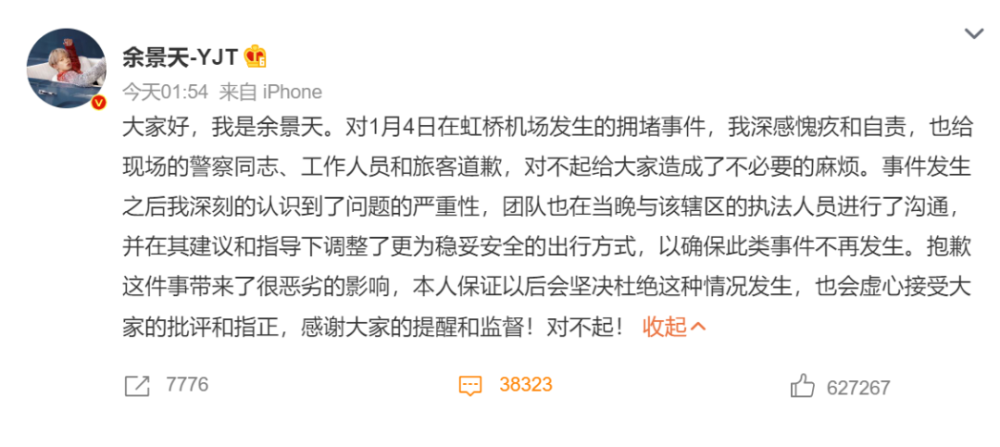 余景天-YJT
今天01:54 来自 iPhone
大家好，我是余景天。对1月4日在虹桥机场发生的拥堵事件，我深感愧疚和自责，也给
现场的警察同志、工作人员和旅客道歉，对不起给大家造成了不必要的麻烦。事件发生
之后我深刻的认识到了问题的严重性，团队也在当晚与该辖区的执法人员进行了沟通，
并在其建议和指导下调整了更为稳妥安全的出行方式，以确保此类事件不再发生。抱歉
这件事带来了很恶劣的影响，本人保证以后会坚决杜绝这种情况发生，也会虚心接受大
家的批评和指正，感谢大家的提醒和监督！对不起！ 收起
7776 38323 627267